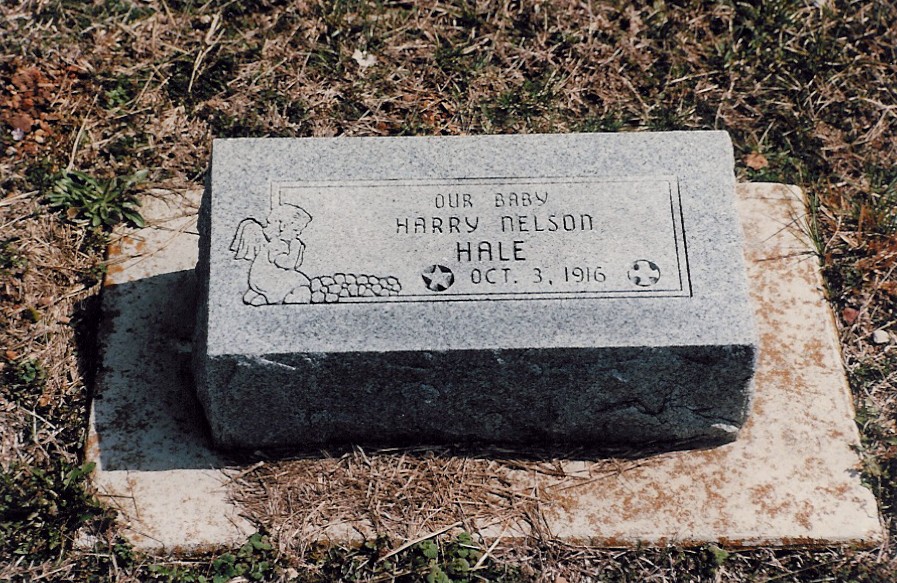 OUR BABY
HARRY NELSON
HALE
OCT. 3, 1916